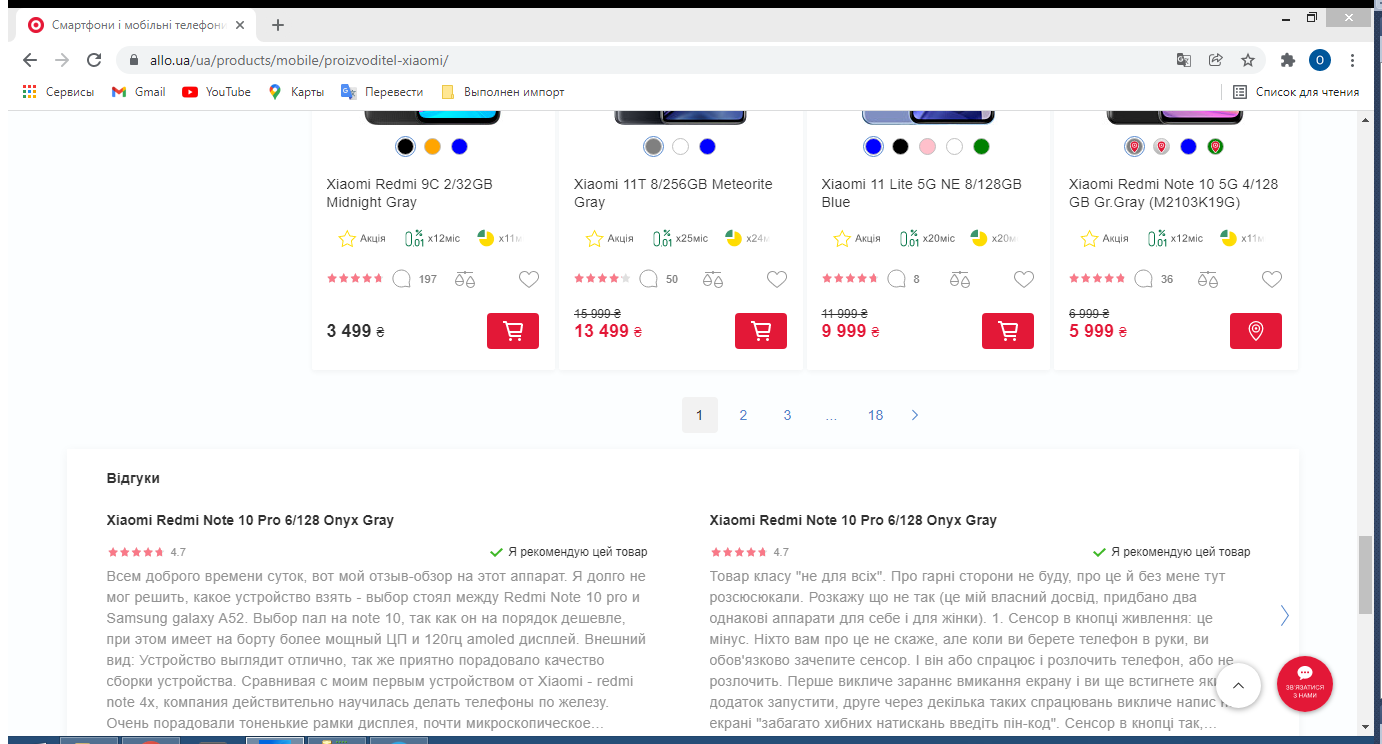 Смартфони і мобільні телефони
allo.ua/ua/products/mobile/proizvoditel-xiaomi/
О
Сервисы Gmail YouTube Карты Перевести Выполнен импорт Список для чтения
Xiaomi Redmi 9C 2/32GB
Midnight Gray
Акція 0,01% x12міс x11м
197
3 499 ₴
Xiaomi 11T 8/256GB Meteorite
Gray
Акція 0,01% x25міс x24м
50
15 999 ₴
13 499 ₴
Xiaomi 11 Lite 5G NE 8/128GB
Blue
Акція 0,01% x20міс x20м
8
11 999 ₴
9 999 ₴
Xiaomi Redmi Note 10 5G 4/128
GB Gr.Gray (M2103K19G)
Акція 0,01% x12міс x11м
36
6 999 ₴
5 999 ₴
1 2 3 ... 18
Відгуки
Xiaomi Redmi Note 10 Pro 6/128 Onyx Gray
4.7 Я рекомендую цей товар
Всем доброго времени суток, вот мой отзыв-обзор на этот аппарат. Я долго не
мог решить, какое устройство взять - выбор стоял между Redmi Note 10 pro и
Samsung galaxy A52. Выбор пал на note 10, так как он на порядок дешевле,
при этом имеет на борту более мощный ЦП и 120гц amoled дисплей. Внешний
вид: Устройство выглядит отлично, так же приятно порадовало качество
сборки устройства. Сравнивая с моим первым устройством от Xiaomi - redmi
note 4x, компания действительно научилась делать телефоны по железу.
Очень порадовали тоненькие рамки дисплея, почти микроскопическое...
Xiaomi Redmi Note 10 Pro 6/128 Onyx Gray
4.7 Я рекомендую цей товар
Товар класу "не для всіх". Про гарні сторони не буду, про це й без мене тут
розсюсюкали. Розкажу що не так (це мій власний досвід, придбано два
однакові аппарати для себе і для жінки). 1. Сенсор в кнопці живлення: це
мінус. Ніхто вам про це не скаже, але коли ви берете телефон в руки, ви
обов'язково зачепите сенсор. І він або спрацює і розлочить телефон, або не
розлочить. Перше викличе зараннє вмикання екрану і ви ще встигнете
додаток запустити, друге через декілька таких спрацювань викличе напис
екрані "забагато хибних натискань введіть пін-код". Сенсор в кнопці так,...
ЗВ'ЯЗАТИСЯ
З НАМИ